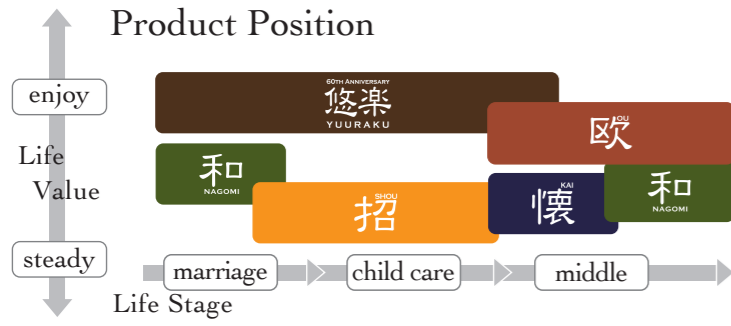 Product Position
enjoy
Life
Value
steady
60TH ANNIVERSARY
悠楽
YUURAKU
OU
欧
和
NAGOMI
SHOU
招
KAI
懐
和
NAGOMI
marriage
child care
middle
Life Stage